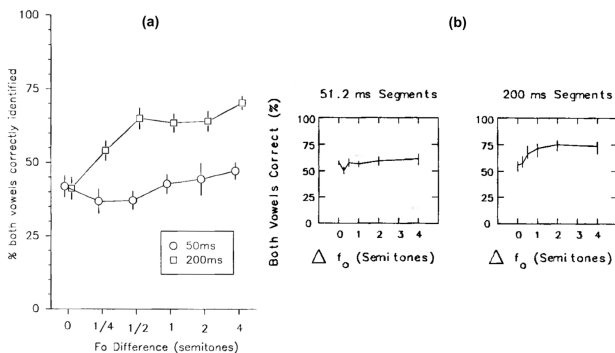 (a)
% both vowels correctly identified
100
75
50
25
0
50ms
200ms
0 1/4 1/2 1 2 4
Fo Difference (semitones)
(b)
Both Vowels Correct (%)
51.2 ms Segments
100
75
50
25
0
0 1 2 3 4
Δ fo (Semitones)
200 ms Segments
100
75
50
25
0
0 1 2 3 4
Δ fo (Semitones)